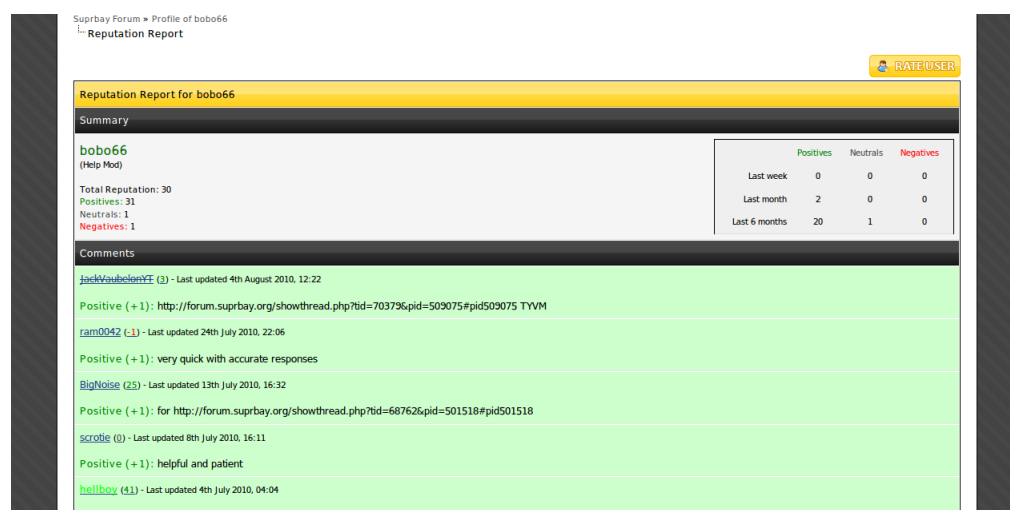 Suprbay Forum » Profile of bobo66
Reputation Report
RATE USER
Reputation Report for bobo66
Summary
bobo66
(Help Mod)
Total Reputation: 30
Positives: 31
Neutrals: 1
Negatives: 1
Positives Neutrals Negatives
Last week 0 0 0
Last month 2 0 0
Last 6 months 20 1 0
Comments
JackVaubelonYT (3) - Last updated 4th August 2010, 12:22
Positive (+1): http://forum.suprbay.org/showthread.php?tid=70379&pid=509075#pid509075 TYVM
ram0042 (-1) - Last updated 24th July 2010, 22:06
Positive (+1): very quick with accurate responses
BigNoise (25) - Last updated 13th July 2010, 16:32
Positive (+1): for http://forum.suprbay.org/showthread.php?tid=68762&pid=501518#pid501518
scrotie (0) - Last updated 8th July 2010, 16:11
Positive (+1): helpful and patient
hellboy (41) - Last updated 4th July 2010, 04:04